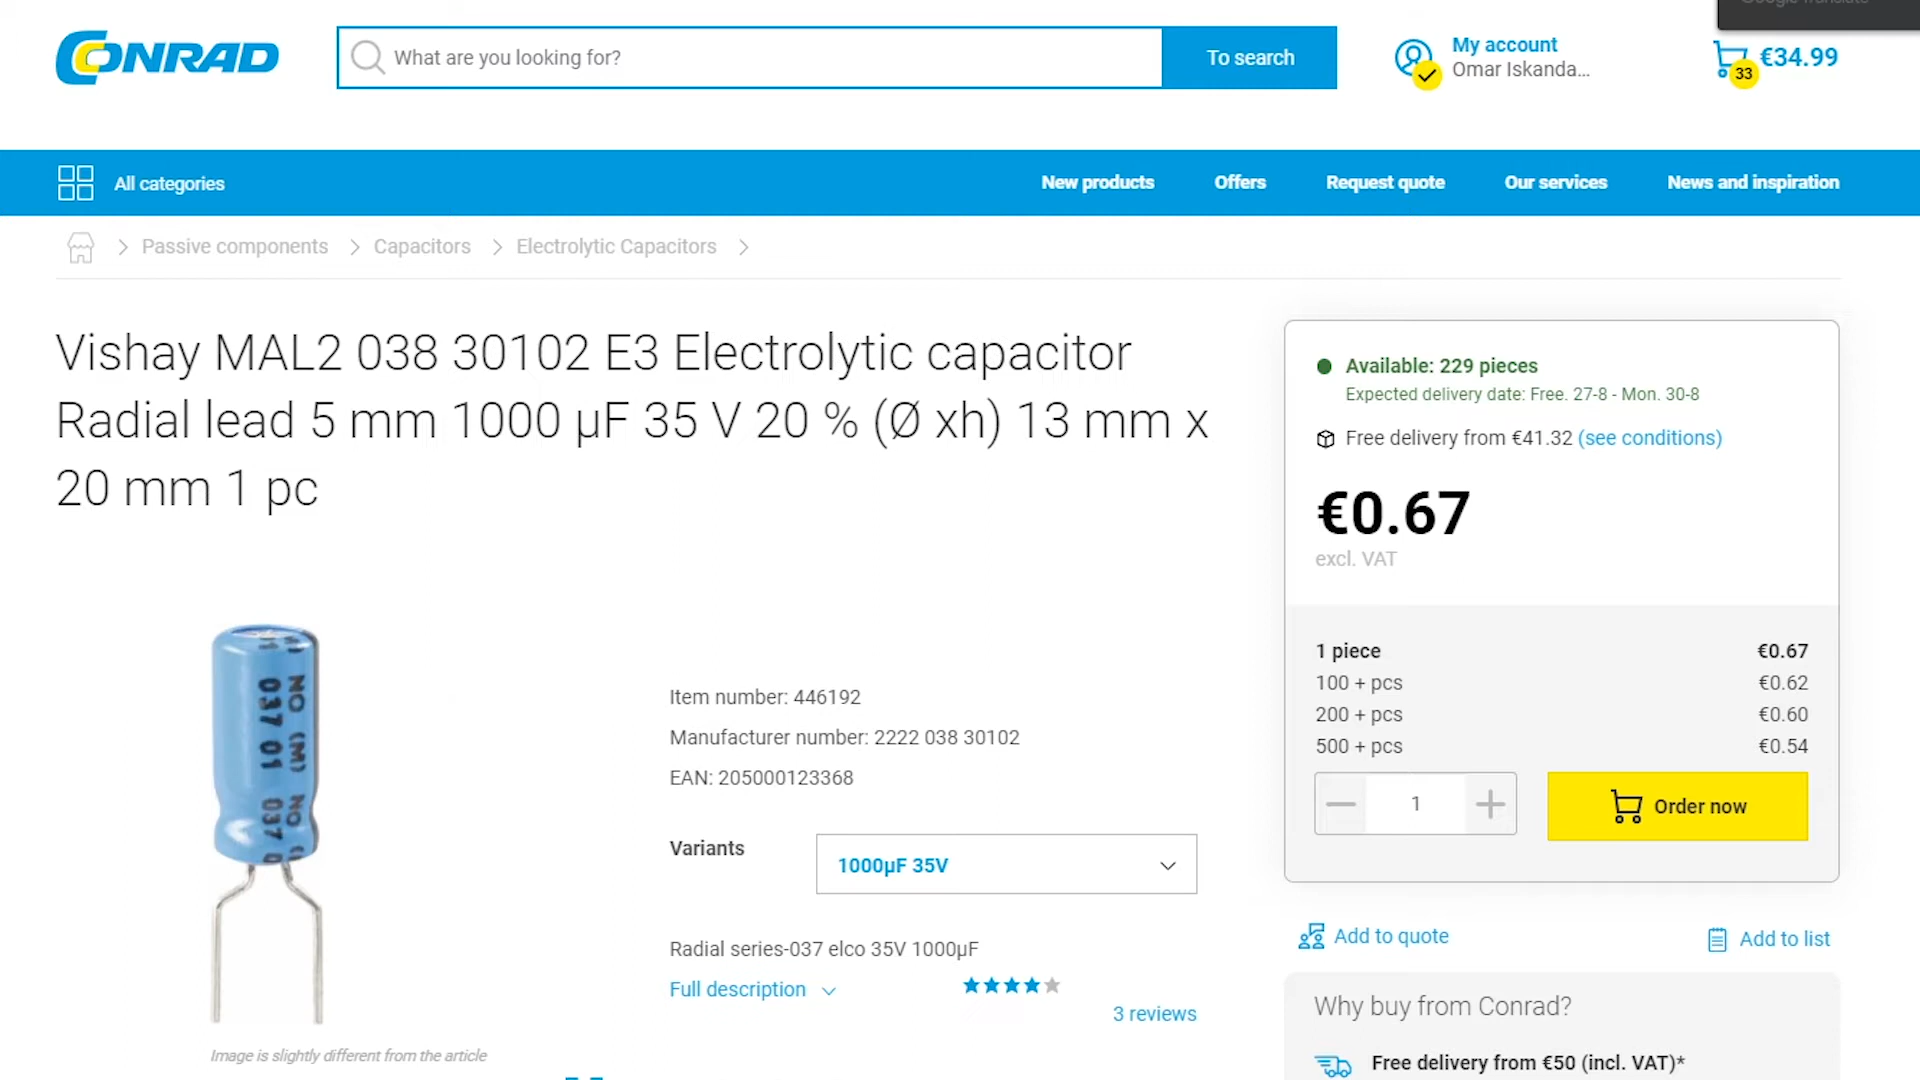 Google Translate
CONRAD
What are you looking for?
To search
My account
Omar Iskanda...
33
€34.99
All categories
New products
Offers
Request quote
Our services
News and inspiration
Passive components
Capacitors
Electrolytic Capacitors
Vishay MAL2 038 30102 E3 Electrolytic capacitor
Radial lead 5 mm 1000 µF 35 V 20 % (Ø xh) 13 mm x
20 mm 1 pc
NO (M) NO
037 01 037
Image is slightly different from the article
Item number: 446192
Manufacturer number: 2222 038 30102
EAN: 205000123368
Variants
1000µF 35V
Radial series-037 elco 35V 1000µF
Full description
3 reviews
Available: 229 pieces
Expected delivery date: Free. 27-8 - Mon. 30-8
Free delivery from €41.32 (see conditions)
€0.67
excl. VAT
1 piece €0.67
100 + pcs €0.62
200 + pcs €0.60
500 + pcs €0.54
1
Order now
Add to quote
Add to list
Why buy from Conrad?
Free delivery from €50 (incl. VAT)*